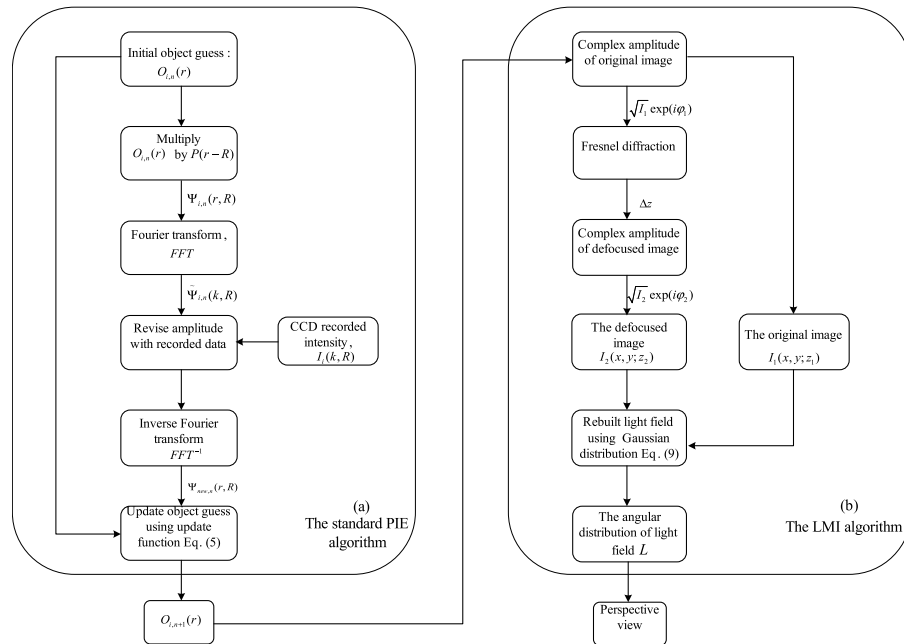 Initial object guess :
O_{i,n}(r)
Multiply
O_{i,n}(r) by P(r−R)
Ψ_{i,n}(r,R)
Fourier transform ,
FFT
Ψ̄_{i,n}(k,R)
Revise amplitude
with recorded data
CCD recorded
intensity ,
I_i(k,R)
Inverse Fourier
transform
FFT^{-1}
Ψ_{new,n}(r,R)
Update object guess
using update
function Eq. (5)
(a)
The standard PIE
algorithm
O_{i,n+1}(r)
Complex amplitude
of original image
√I_1 exp(iφ_1)
Fresnel diffraction
Δz
Complex amplitude
of defocused image
√I_2 exp(iφ_2)
The defocused
image
I_2(x,y;z_2)
The original image
I_1(x,y;z_1)
Rebuilt light field
using Gaussian
distribution Eq. (9)
The angular
distribution of light
field L
(b)
The LMI algorithm
Perspective
view